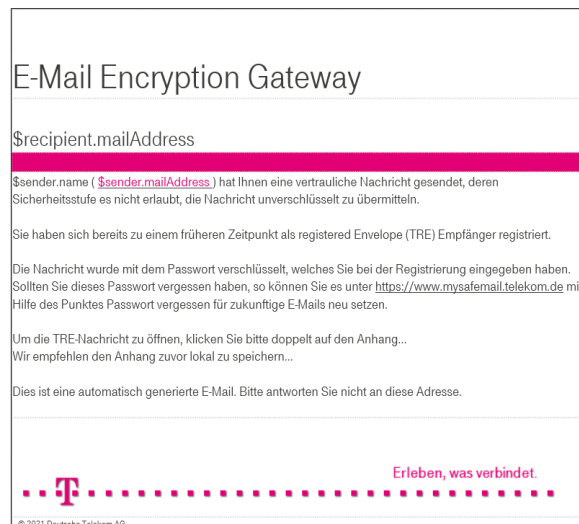 E-Mail Encryption Gateway
$recipient.mailAddress
$sender.name ( $sender.mailAddress ) hat Ihnen eine vertrauliche Nachricht gesendet, deren
Sicherheitsstufe es nicht erlaubt, die Nachricht unverschlüsselt zu übermitteln.
Sie haben sich bereits zu einem früheren Zeitpunkt als registered Envelope (TRE) Empfänger registriert.
Die Nachricht wurde mit dem Passwort verschlüsselt, welches Sie bei der Registrierung eingegeben haben.
Sollten Sie dieses Passwort vergessen haben, so können Sie es unter https://www.mysafemail.telekom.de mi
Hilfe des Punktes Passwort vergessen für zukunftige E-Mails neu setzen.
Um die TRE-Nachricht zu öffnen, klicken Sie bitte doppelt auf den Anhang...
Wir empfehlen den Anhang zuvor lokal zu speichern...
Dies ist eine automatisch generierte E-Mail. Bitte antworten Sie nicht an diese Adresse.
Erleben, was verbindet.
T
© 2021 Deutsche Telekom AG